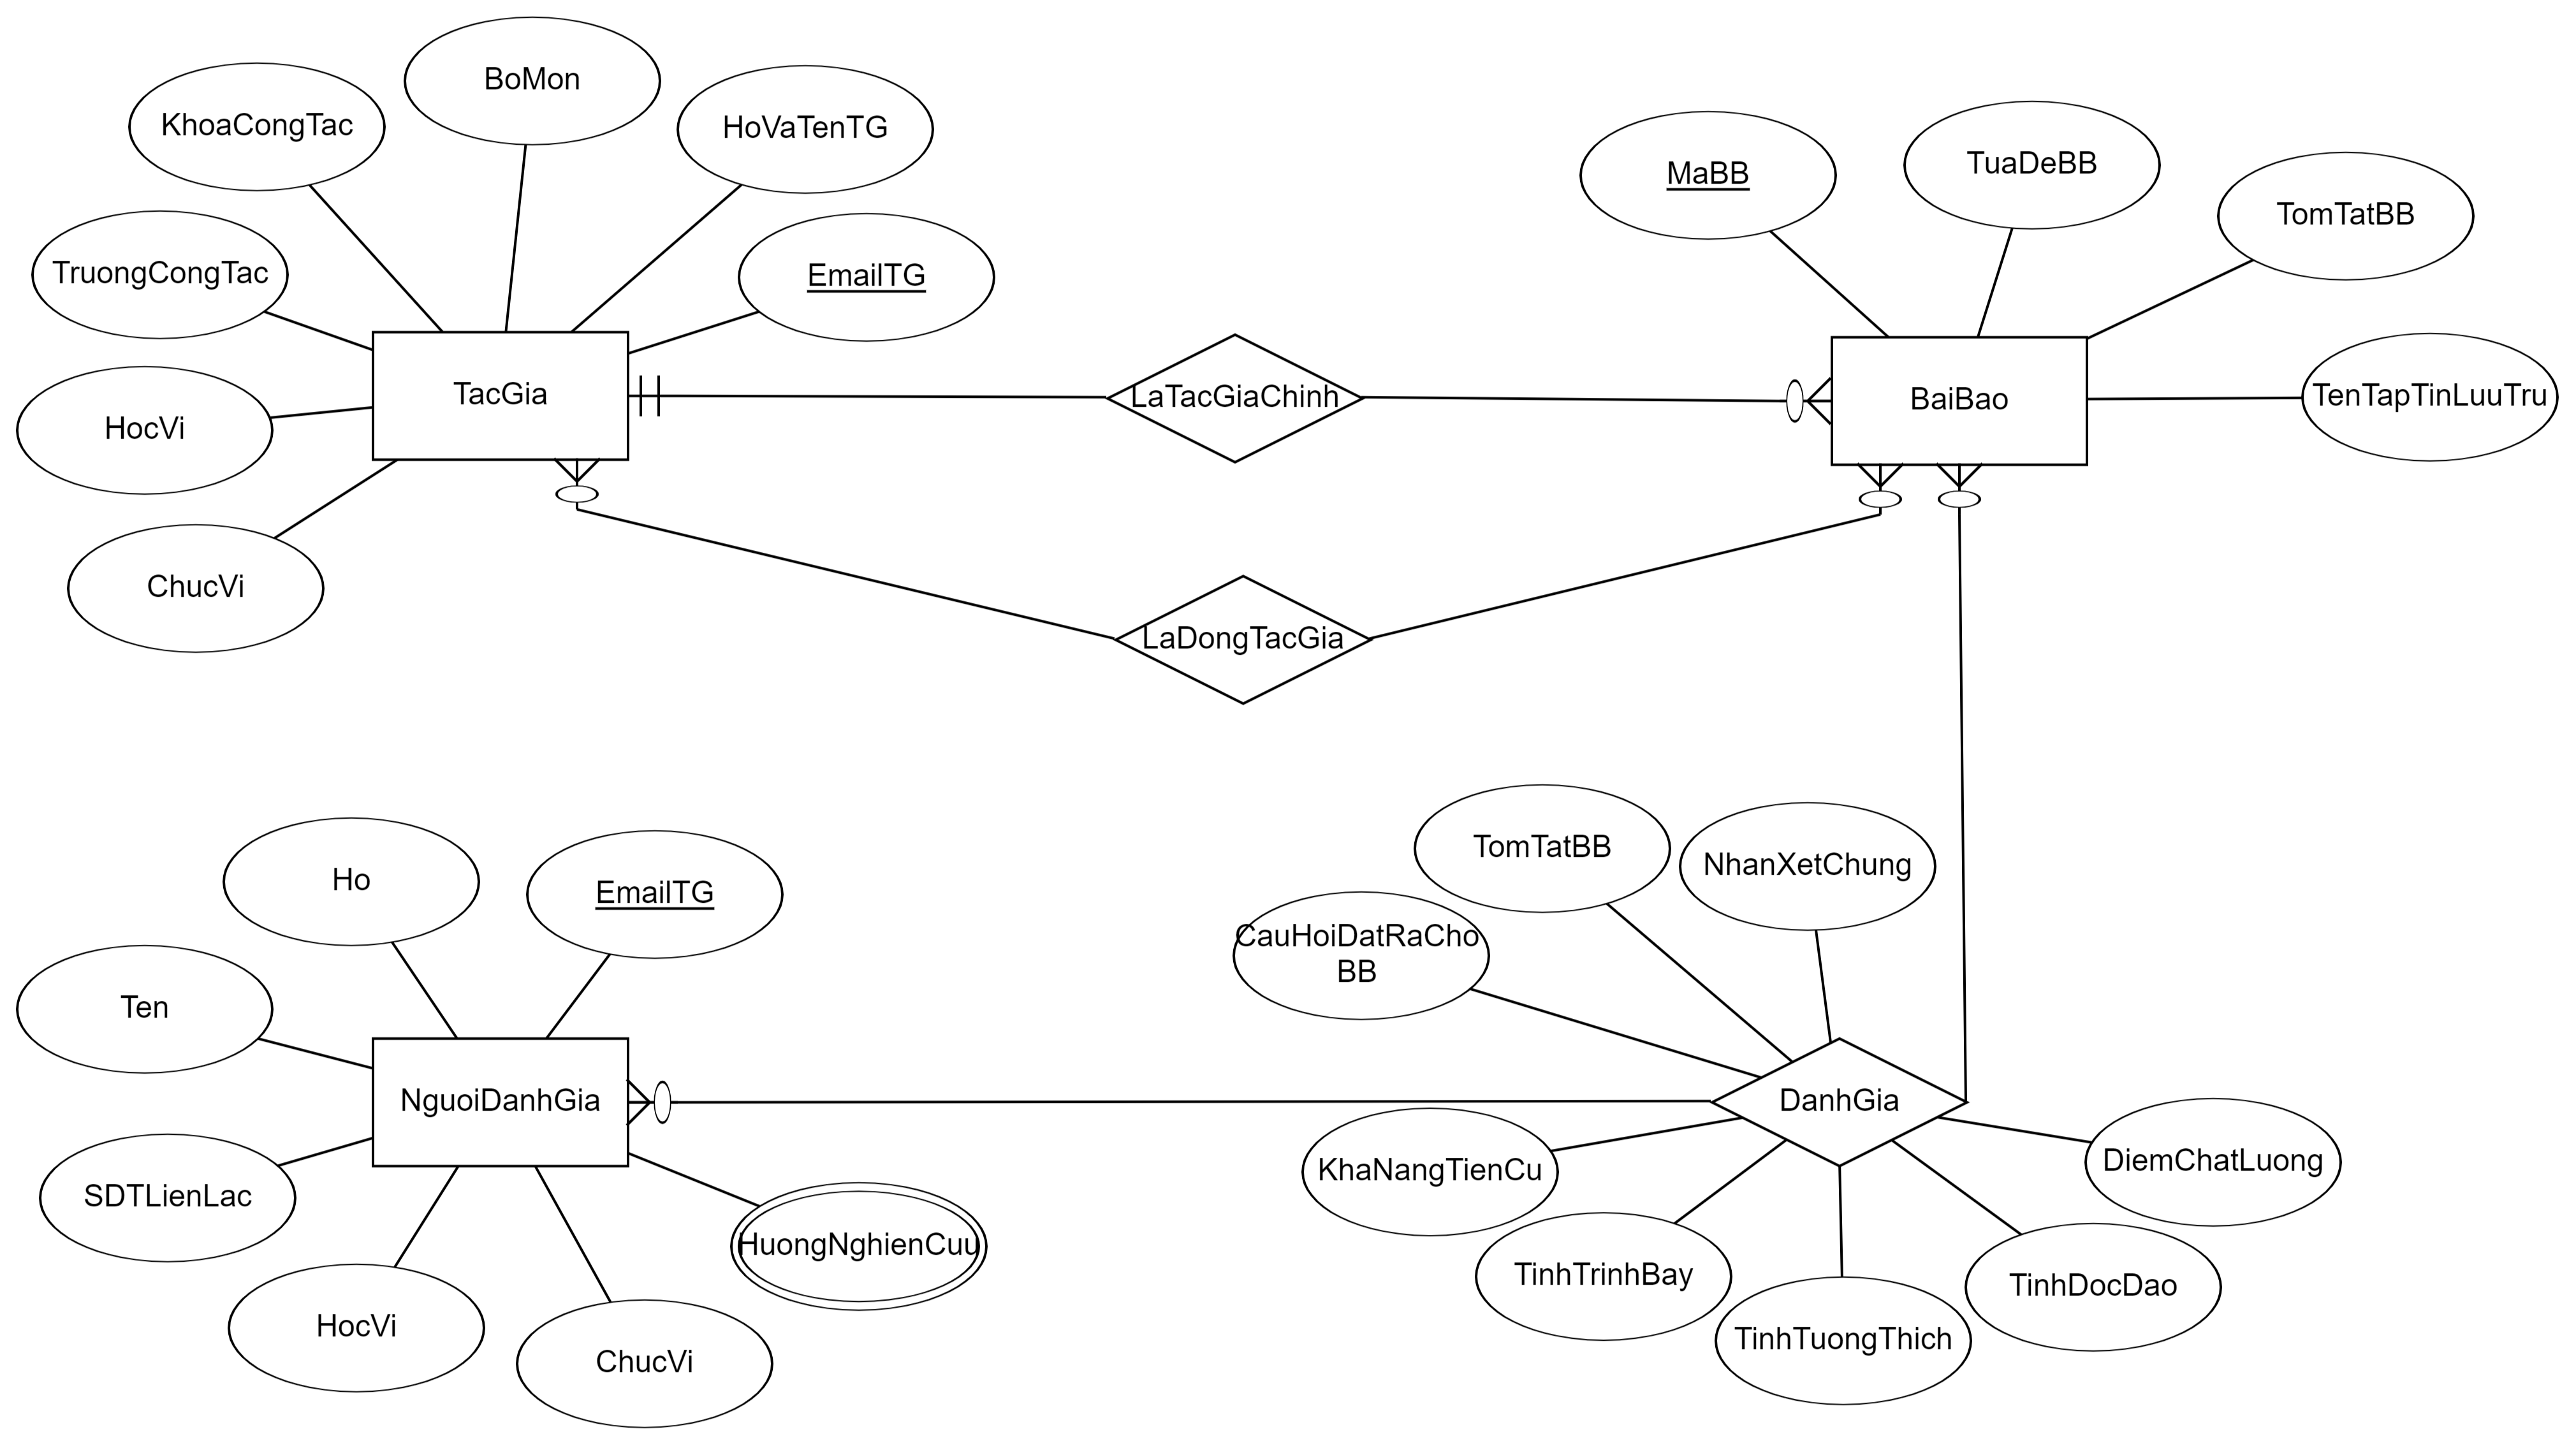 BoMon
KhoaCongTac
HoVaTenTG
TruongCongTac
EmailTG
TacGia
HocVi
ChucVi
MaBB
TuaDeBB
TomTatBB
LaTacGiaChinh
BaiBao
TenTapTinLuuTru
LaDongTacGia
Ho
EmailTG
Ten
NguoiDanhGia
SDTLienLac
HuongNghienCuu
HocVi
ChucVi
TomTatBB
NhanXetChung
CauHoiDatRaCho
BB
DanhGia
KhaNangTienCu
DiemChatLuong
TinhTrinhBay
TinhDocDao
TinhTuongThich